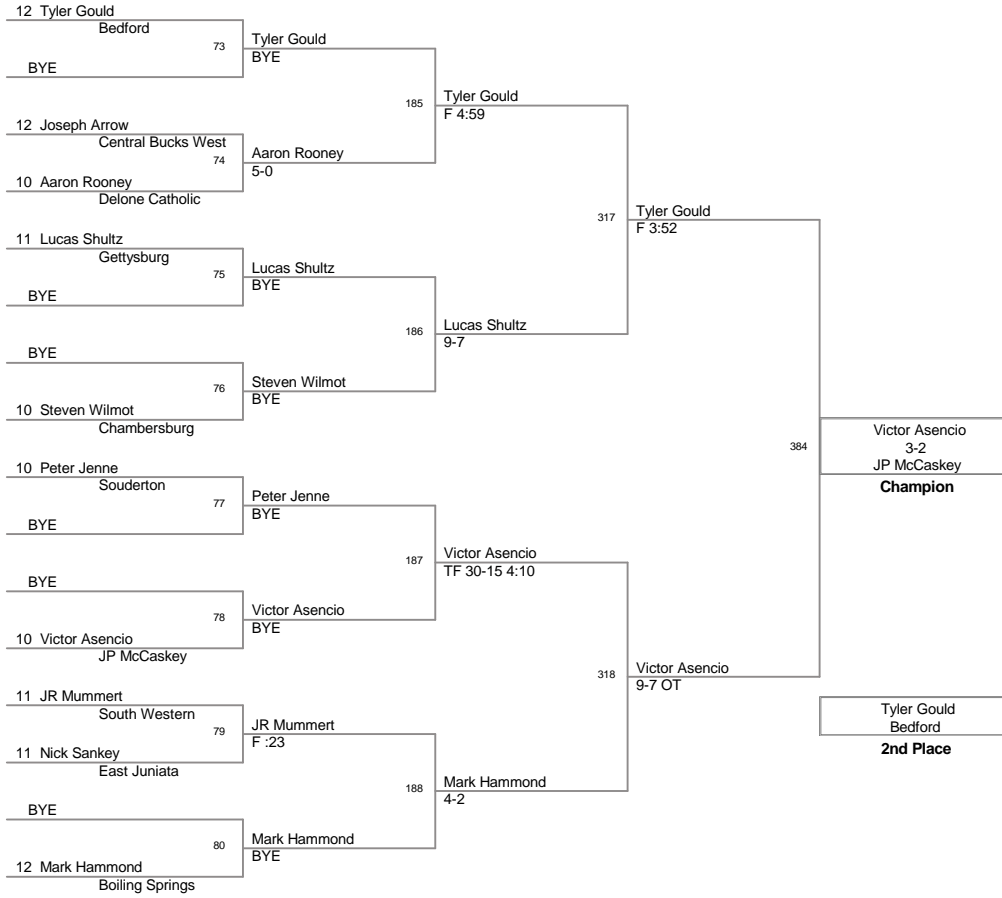 12 Tyler Gould
Bedford
73
BYE
Tyler Gould
BYE
12 Joseph Arrow
Central Bucks West
74
10 Aaron Rooney
Delone Catholic
Aaron Rooney
5-0
185
Tyler Gould
F 4:59
11 Lucas Shultz
Gettysburg
75
BYE
Lucas Shultz
BYE
BYE
76
10 Steven Wilmot
Chambersburg
Steven Wilmot
BYE
186
Lucas Shultz
9-7
317
Tyler Gould
F 3:52
10 Peter Jenne
Souderton
77
BYE
Peter Jenne
BYE
BYE
78
10 Victor Asencio
JP McCaskey
Victor Asencio
BYE
187
Victor Asencio
TF 30-15 4:10
11 JR Mummert
South Western
79
11 Nick Sankey
East Juniata
JR Mummert
F :23
BYE
80
12 Mark Hammond
Boiling Springs
Mark Hammond
BYE
188
Mark Hammond
4-2
318
Victor Asencio
9-7 OT
384
Victor Asencio
3-2
JP McCaskey
Champion
Tyler Gould
Bedford
2nd Place